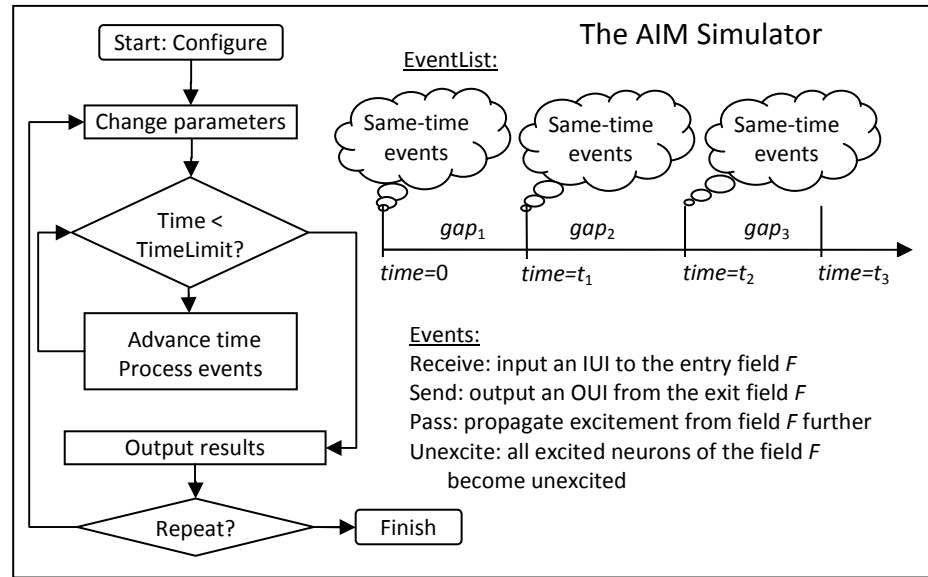 The AIM Simulator
Start: Configure
Change parameters
Time <
TimeLimit?
Advance time
Process events
Output results
Repeat?
Finish
EventList:
Same-time
events
Same-time
events
Same-time
events
gap₁
gap₂
gap₃
time=0
time=t₁
time=t₂
time=t₃
Events:
Receive: input an IUI to the entry field F
Send: output an OUI from the exit field F
Pass: propagate excitement from field F further
Unexcite: all excited neurons of the field F
become unexcited